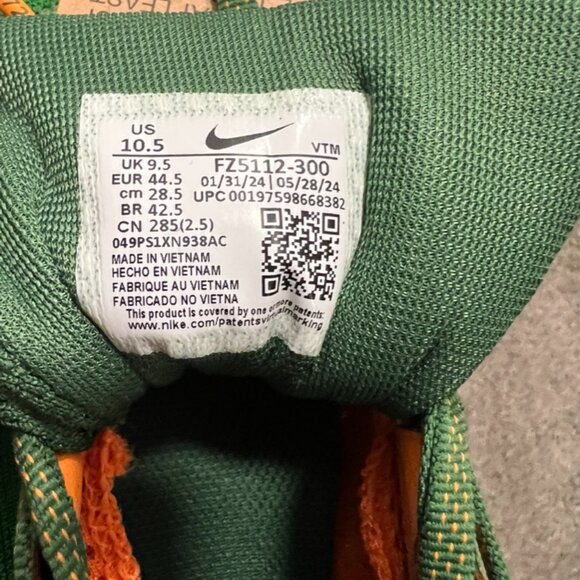 LEAST
US
10.5
VTM
UK 9.5
FZ5112-300
EUR 44.5
01/31/24 | 05/28/24
cm 28.5
UPC 00197598668382
BR 42.5
CN 285(2.5)
049PS1XN938AC
MADE IN VIETNAM
HECHO EN VIETNAM
FABRIQUE AU VIETNAM
FABRICADO NO VIETNA
This product is covered by one or more patents:
www.nike.com/patentsvirtualmarking